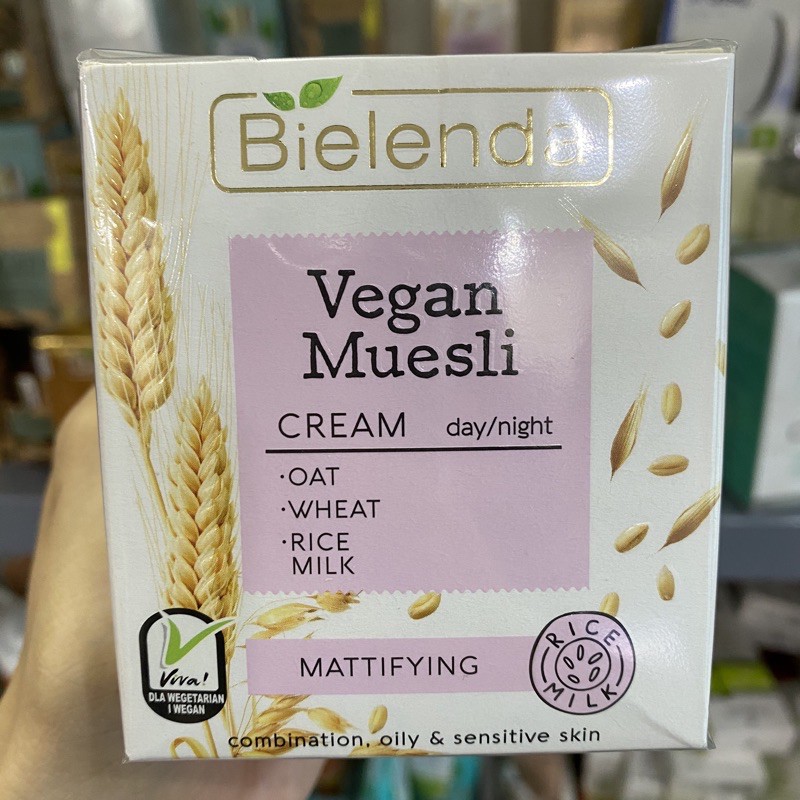 Bielenda
Vegan
Muesli
CREAM day/night
·OAT
·WHEAT
·RICE
MILK
MATTIFYING
RICE
MILK
Viva!
DLA WEGETARIAN
I WEGAN
combination, oily & sensitive skin